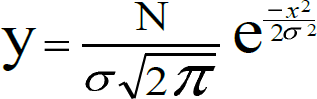 y = N / (σ√(2π)) e^(-x²/(2σ²))